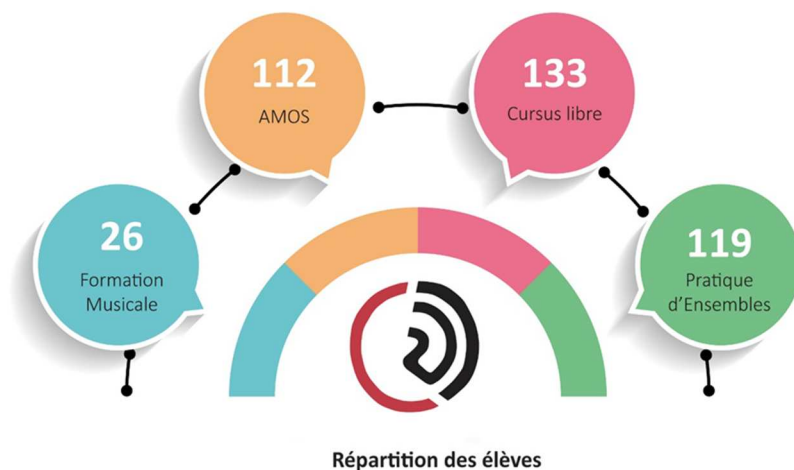 112
AMOS
133
Cursus libre
26
Formation
Musicale
119
Pratique
d'Ensembles
Répartition des élèves